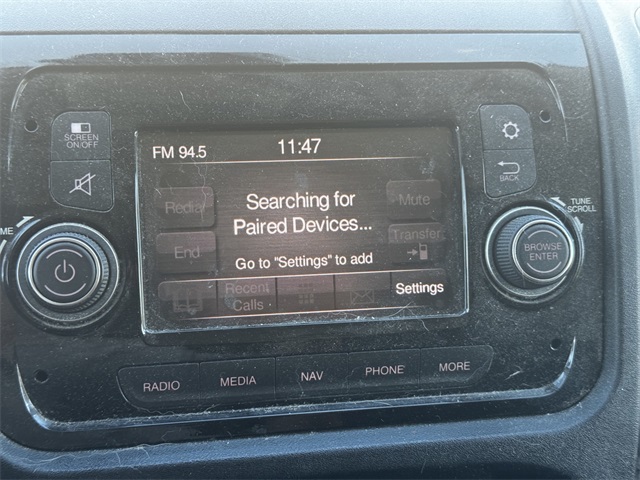 FM 94.5
11:47
SCREEN
ON/OFF
BACK
Redial
Searching for
Paired Devices...
Mute
End
Go to "Settings" to add
Transfer
Recent
Calls
Settings
TUNE
SCROLL
BROWSE
ENTER
RADIO
MEDIA
NAV
PHONE
MORE